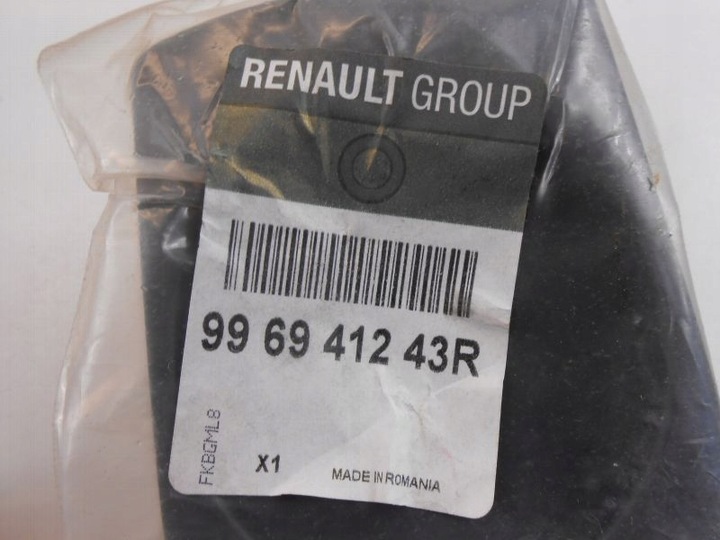 RENAULT GROUP
99 69 412 43R
FKBGML8
X1
MADE IN ROMANIA